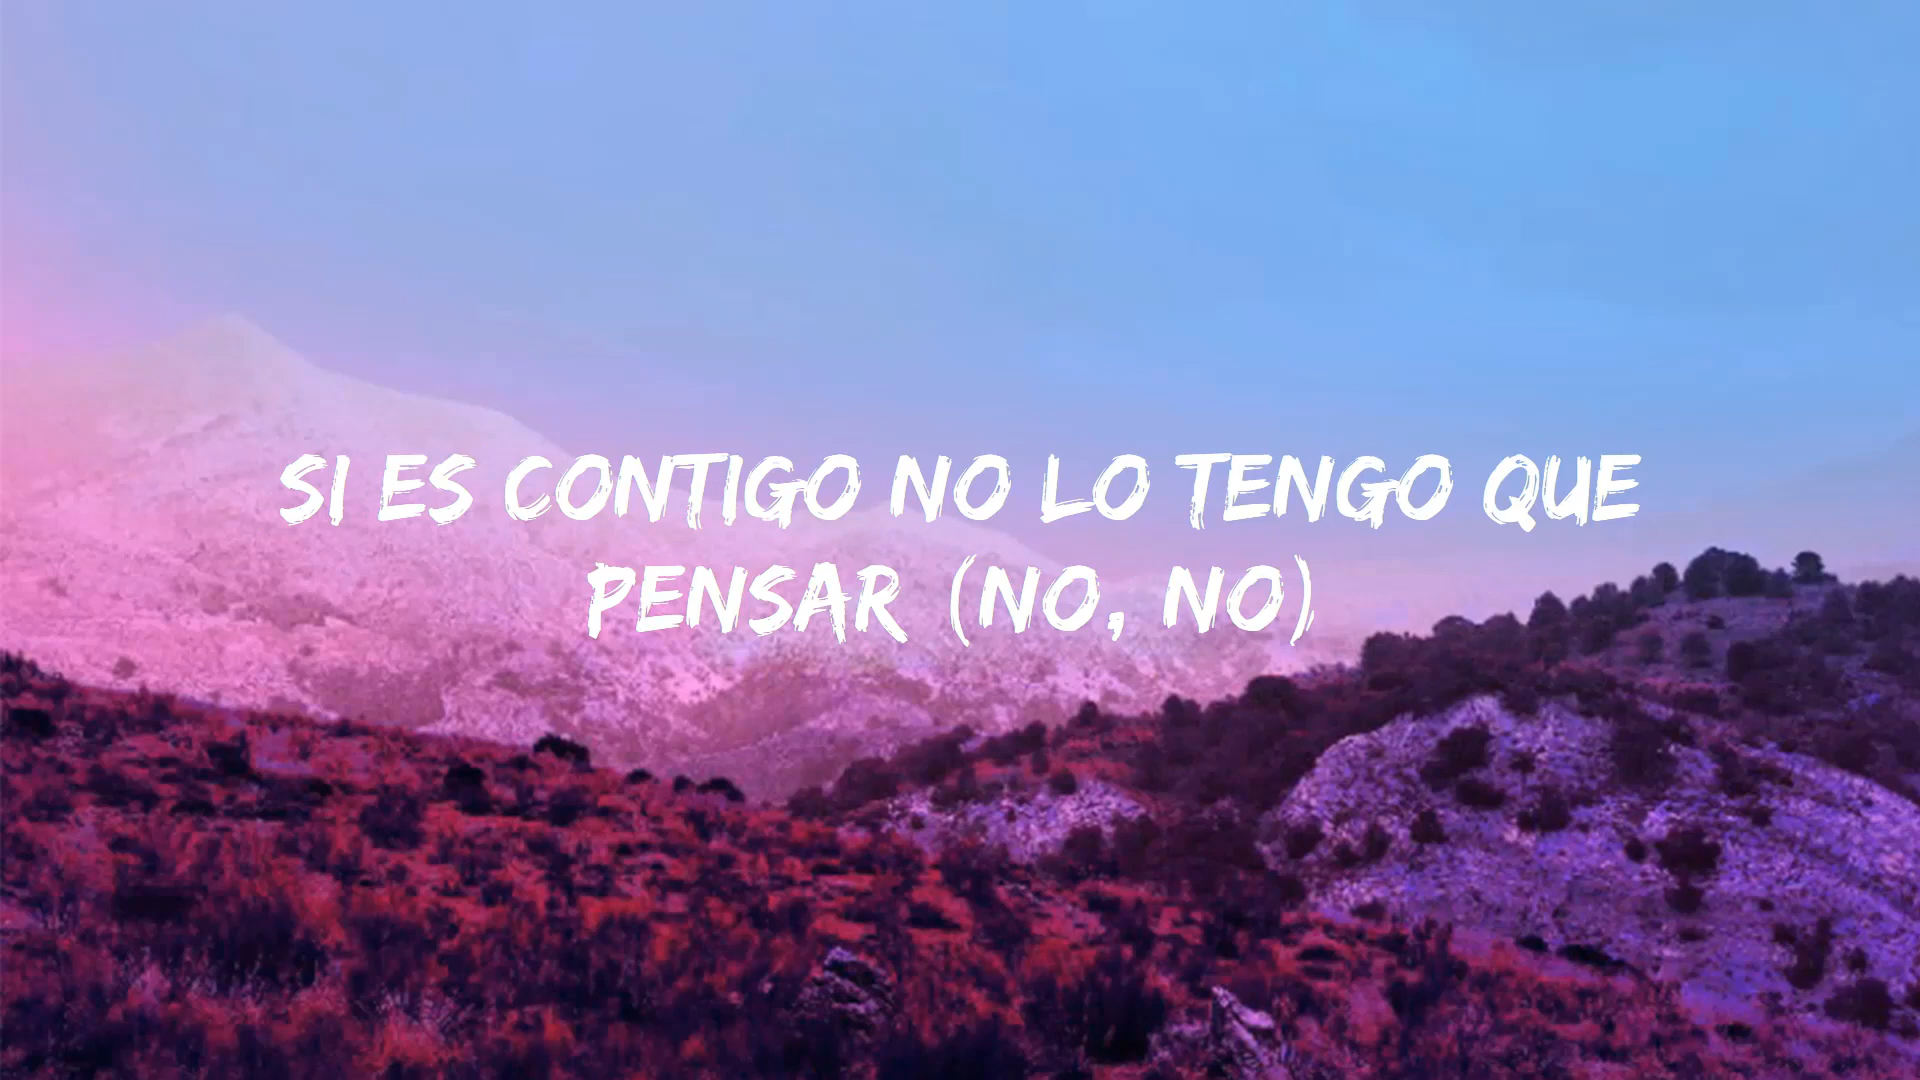 SI ES CONTIGO NO LO TENGO QUE
PENSAR (NO, NO)